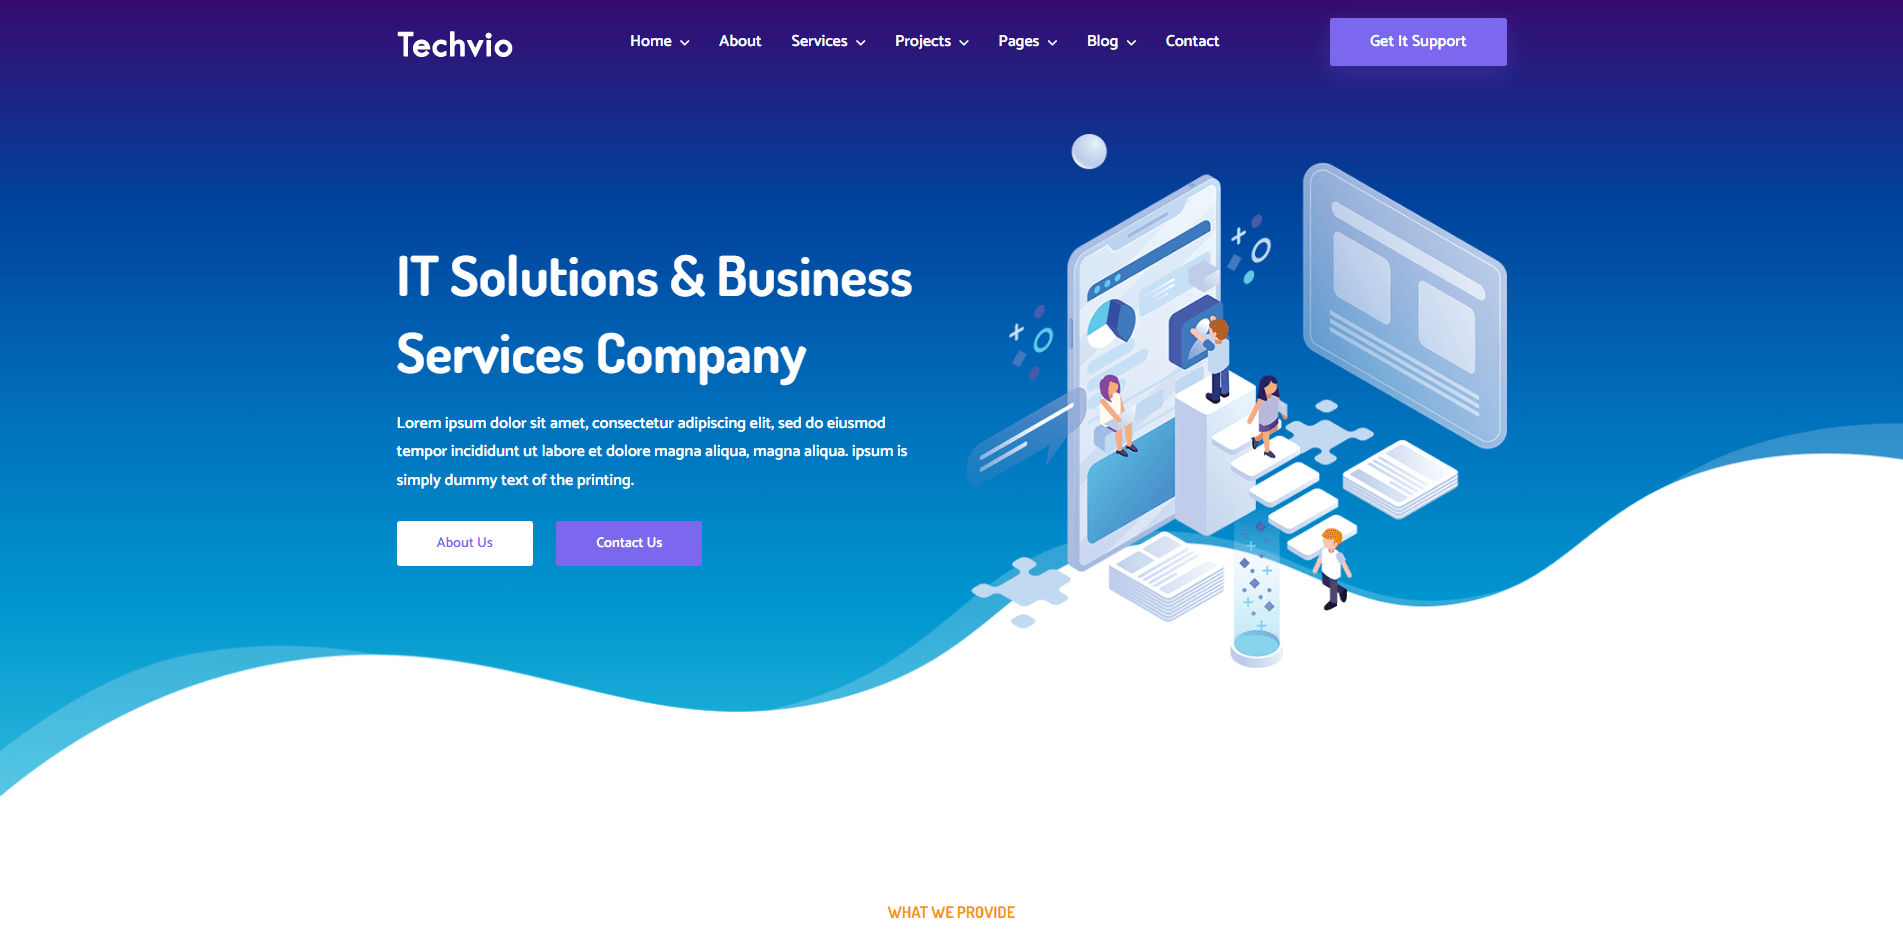 Techvio
Home
About
Services
Projects
Pages
Blog
Contact
Get It Support
IT Solutions & Business
Services Company
Lorem ipsum dolor sit amet, consectetur adipiscing elit, sed do eiusmod
tempor incididunt ut labore et dolore magna aliqua, magna aliqua. ipsum is
simply dummy text of the printing.
About Us
Contact Us
WHAT WE PROVIDE